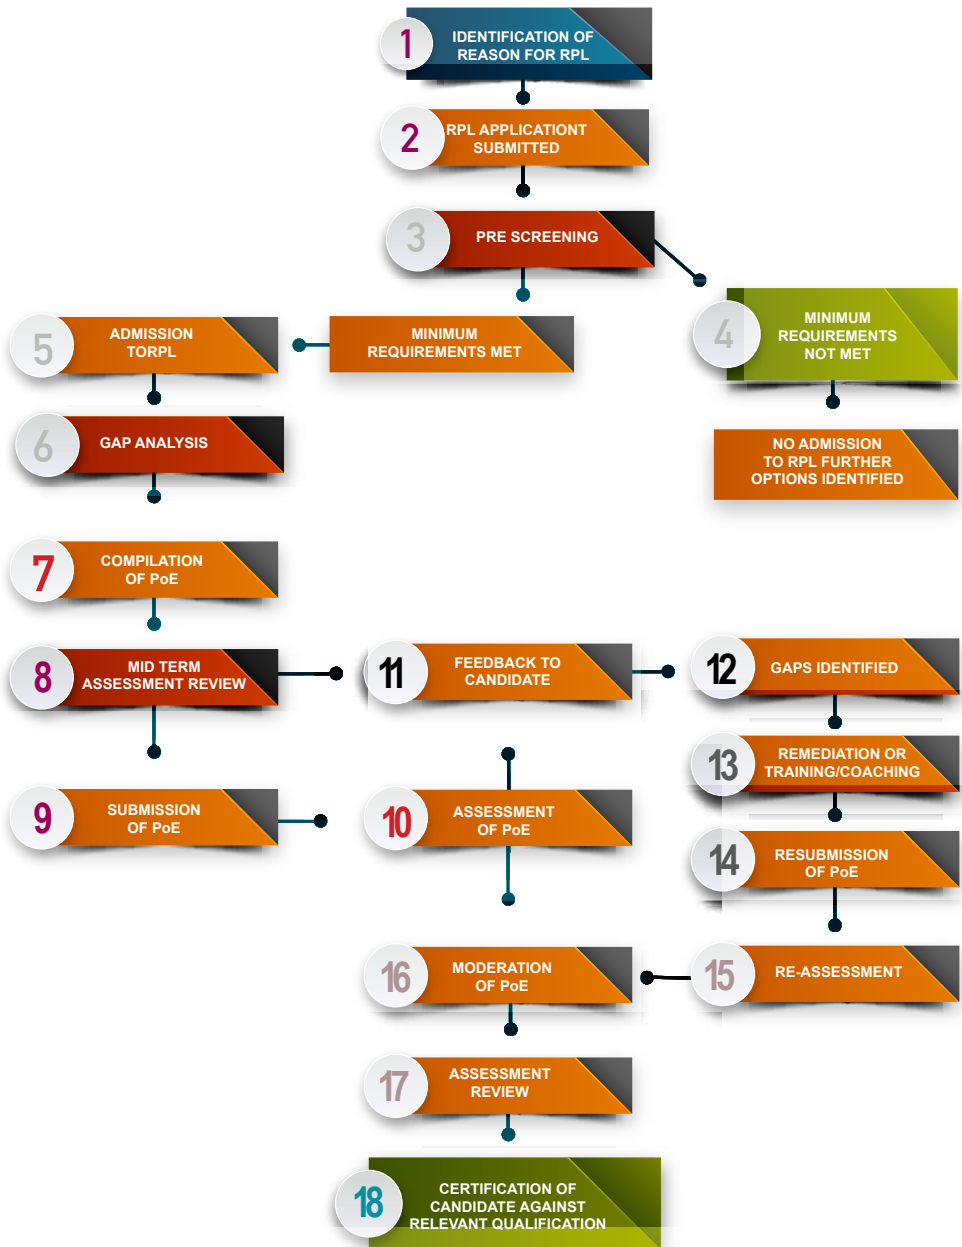 1
IDENTIFICATION OF
REASON FOR RPL
2
RPL APPLICATIONT
SUBMITTED
3
PRE SCREENING
4
MINIMUM
REQUIREMENTS
NOT MET
MINIMUM
REQUIREMENTS MET
5
ADMISSION
TORPL
6
GAP ANALYSIS
NO ADMISSION
TO RPL FURTHER
OPTIONS IDENTIFIED
7
COMPILATION
OF PoE
8
MID TERM
ASSESSMENT REVIEW
11
FEEDBACK TO
CANDIDATE
12
GAPS IDENTIFIED
13
REMEDIATION OR
TRAINING/COACHING
9
SUBMISSION
OF PoE
10
ASSESSMENT
OF PoE
14
RESUBMISSION
OF PoE
16
MODERATION
OF PoE
15
RE-ASSESSMENT
17
ASSESSMENT
REVIEW
18
CERTIFICATION OF
CANDIDATE AGAINST
RELEVANT QUALIFICATION